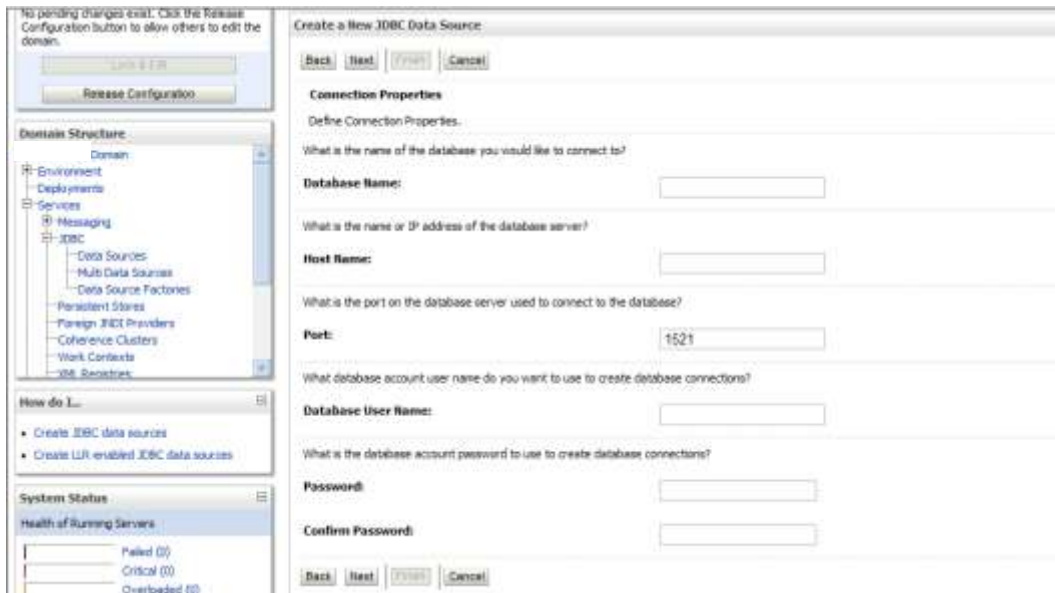 No pending changes exist. Click the Release
Configuration button to allow others to edit the
domain.
Lock & Edit
Release Configuration
Domain Structure
Domain
Environment
Deployments
Services
Messaging
JDBC
Data Sources
Multi Data Sources
Data Source Factories
Persistent Stores
Foreign JNDI Providers
Coherence Clusters
Work Contexts
XML Registries
How do I...
Create JDBC data sources
Create LLR enabled JDBC data sources
System Status
Health of Running Servers
Failed (0)
Critical (0)
Overloaded (0)
Create a New JDBC Data Source
Back Next Finish Cancel
Connection Properties
Define Connection Properties.
What is the name of the database you would like to connect to?
Database Name:
What is the name or IP address of the database server?
Host Name:
What is the port on the database server used to connect to the database?
Port: 1521
What database account user name do you want to use to create database connections?
Database User Name:
What is the database account password to use to create database connections?
Password:
Confirm Password:
Back Next Finish Cancel